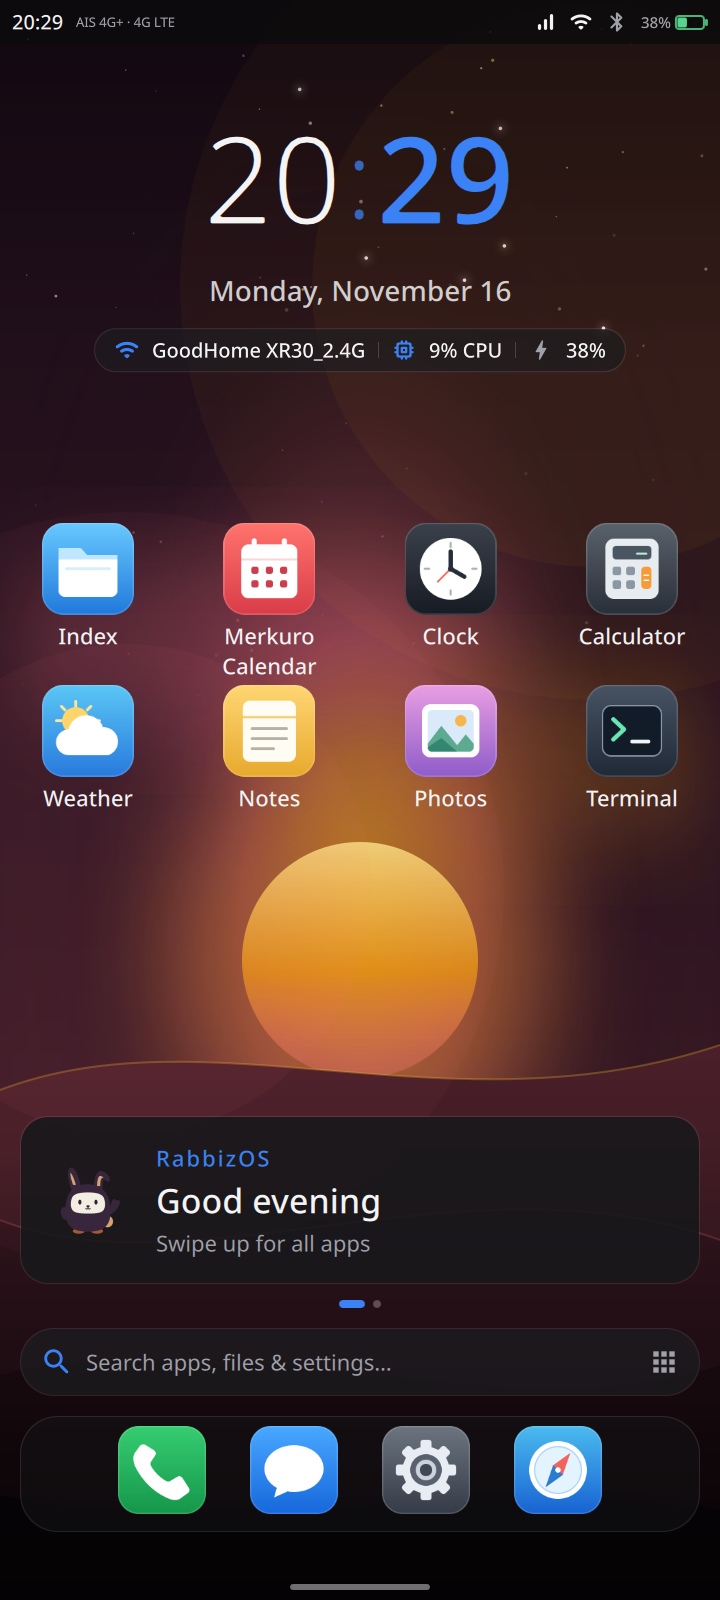 20:29 AIS 4G+ · 4G LTE 38%
20:29
Monday, November 16
GoodHome XR30_2.4G 9% CPU 38%
Index Merkuro Calendar Clock Calculator
Weather Notes Photos Terminal
RabbizOS
Good evening
Swipe up for all apps
Search apps, files & settings...